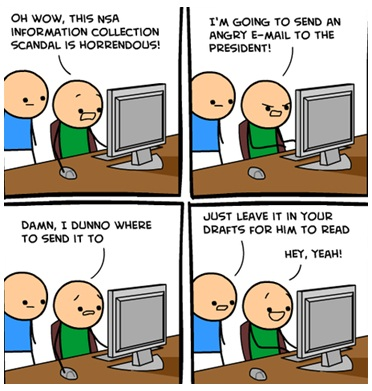 OH WOW, THIS NSA
INFORMATION COLLECTION
SCANDAL IS HORRENDOUS!
I'M GOING TO SEND AN
ANGRY E-MAIL TO THE
PRESIDENT!
DAMN, I DUNNO WHERE
TO SEND IT TO
JUST LEAVE IT IN YOUR
DRAFTS FOR HIM TO READ
HEY, YEAH!